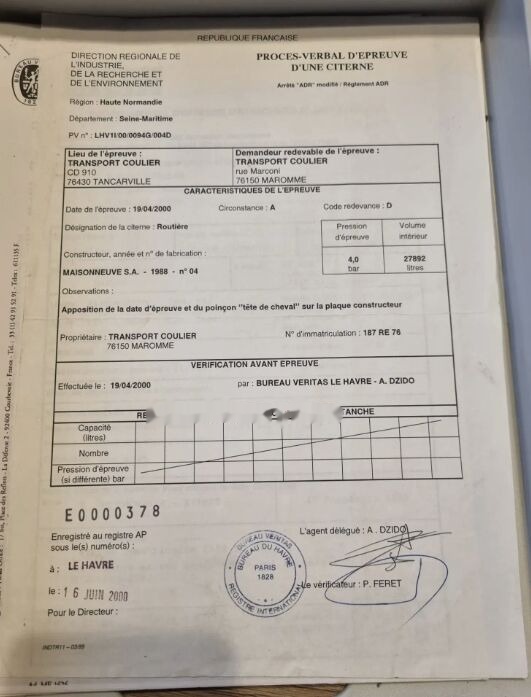 REPUBLIQUE FRANCAISE
DIRECTION REGIONALE DE
L'INDUSTRIE,
DE LA RECHERCHE ET
DE L'ENVIRONNEMENT
PROCES-VERBAL D'EPREUVE
D'UNE CITERNE
Arrêté "ADR" modifié / Règlement ADR
Région : Haute Normandie
Département : Seine-Maritime
PV n° : LHV1I/00/0094G/004D
Lieu de l'épreuve :
TRANSPORT COULIER
CD 910
76430 TANCARVILLE
Demandeur redevable de l'épreuve :
TRANSPORT COULIER
rue Marconi
76150 MAROMME
CARACTERISTIQUES DE L'EPREUVE
Date de l'épreuve : 19/04/2000 Circonstance : A Code redevance : D
Désignation de la citerne : Routière
Pression
d'épreuve
Volume
intérieur
Constructeur, année et n° de fabrication :
MAISONNEUVE S.A. - 1988 - n° 04
4,0
bar
27892
litres
Observations :
Apposition de la date d'épreuve et du poinçon "tête de cheval" sur la plaque constructeur
Propriétaire : TRANSPORT COULIER N° d'immatriculation : 187 RE 76
76150 MAROMME
VERIFICATION AVANT EPREUVE
Effectuée le : 19/04/2000 par : BUREAU VERITAS LE HAVRE - A. DZIDO
RE TANCHE
Capacité
(litres)
Nombre
Pression d'épreuve
(si différente) bar
E0000378
Enregistré au registre AP
sous le(s) numéro(s) :
à : LE HAVRE
le : 16 JUIN 2000
Pour le Directeur :
BUREAU VERITAS
BUREAU DU HAVRE
PARIS
1828
REGISTRE INTERNATIONAL
L'agent délégué : A. DZIDO
Le vérificateur : P. FERET
INDTR11 - 03/99